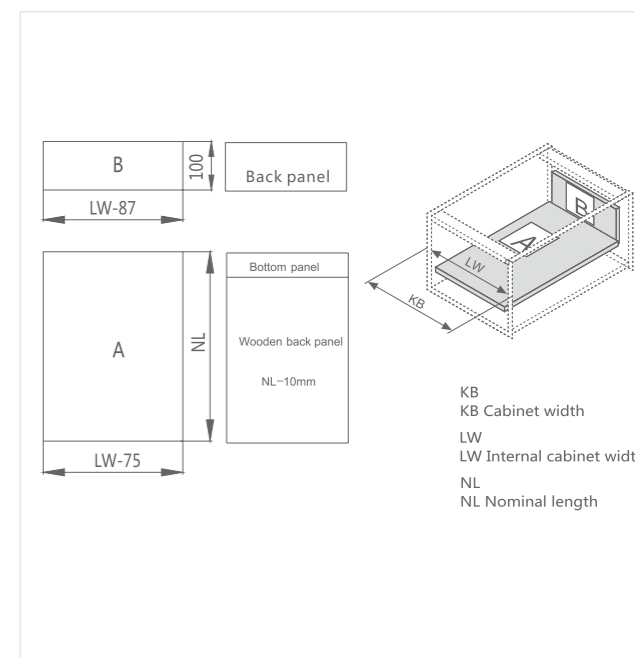 B
100
Back panel
LW-87
A
NL
Bottom panel
Wooden back panel
NL-10mm
LW-75
B
A
LW
KB
KB
KB Cabinet width
LW
LW Internal cabinet widt
NL
NL Nominal length